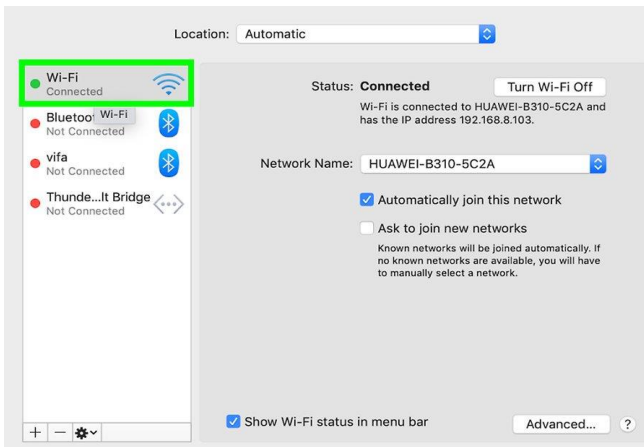 Location: Automatic
Wi-Fi
Connected
Bluetoo
Wi-Fi
Not Connected
vifa
Not Connected
Thunde...lt Bridge
Not Connected
Status: Connected
Turn Wi-Fi Off
Wi-Fi is connected to HUAWEI-B310-5C2A and
has the IP address 192.168.8.103.
Network Name: HUAWEI-B310-5C2A
Automatically join this network
Ask to join new networks
Known networks will be joined automatically. If
no known networks are available, you will have
to manually select a network.
Show Wi-Fi status in menu bar
Advanced...
?